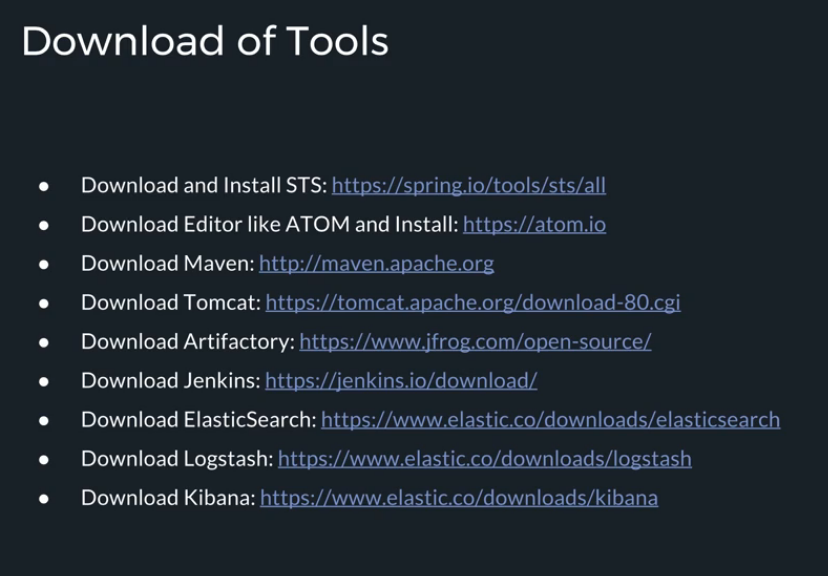 Download of Tools
● Download and Install STS: https://spring.io/tools/sts/all
● Download Editor like ATOM and Install: https://atom.io
● Download Maven: http://maven.apache.org
● Download Tomcat: https://tomcat.apache.org/download-80.cgi
● Download Artifactory: https://www.jfrog.com/open-source/
● Download Jenkins: https://jenkins.io/download/
● Download ElasticSearch: https://www.elastic.co/downloads/elasticsearch
● Download Logstash: https://www.elastic.co/downloads/logstash
● Download Kibana: https://www.elastic.co/downloads/kibana